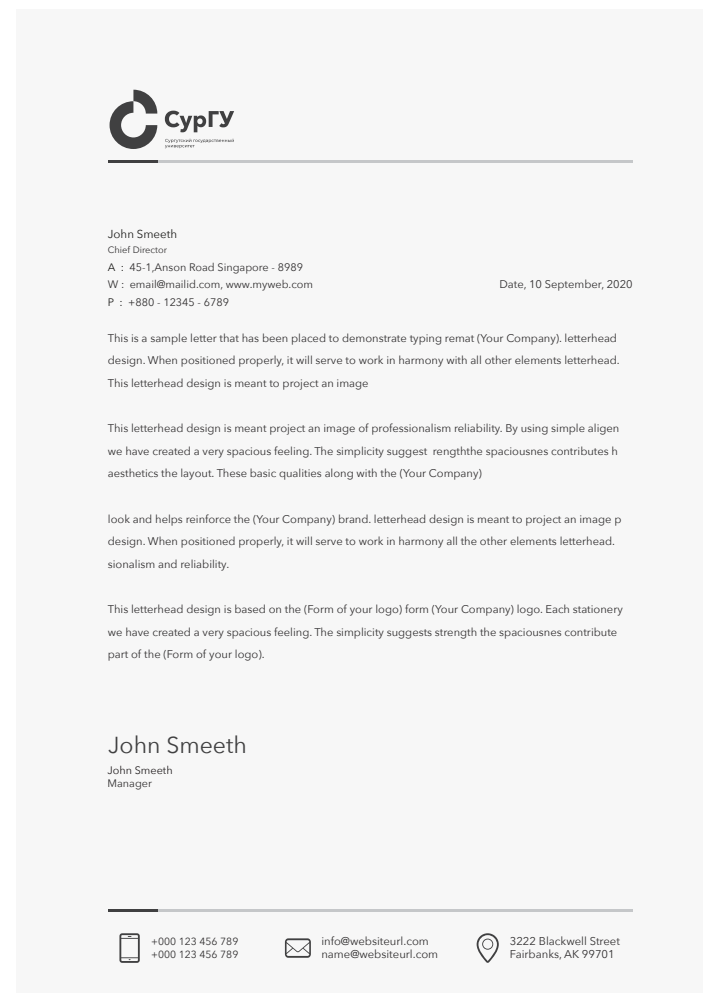 СурГУ
Сургутский государственный
университет
John Smeeth
Chief Director
A : 45-1,Anson Road Singapore - 8989
W : email@mailid.com, www.myweb.com
Date, 10 September, 2020
P : +880 - 12345 - 6789
This is a sample letter that has been placed to demonstrate typing remat (Your Company). letterhead
design. When positioned properly, it will serve to work in harmony with all other elements letterhead.
This letterhead design is meant to project an image
This letterhead design is meant project an image of professionalism reliability. By using simple aligen
we have created a very spacious feeling. The simplicity suggest rengththe spaciousnes contributes h
aesthetics the layout. These basic qualities along with the (Your Company)
look and helps reinforce the (Your Company) brand. letterhead design is meant to project an image p
design. When positioned properly, it will serve to work in harmony all the other elements letterhead.
sionalism and reliability.
This letterhead design is based on the (Form of your logo) form (Your Company) logo. Each stationery
we have created a very spacious feeling. The simplicity suggests strength the spaciousnes contribute
part of the (Form of your logo).
John Smeeth
John Smeeth
Manager
+000 123 456 789
+000 123 456 789
info@websiteurl.com
name@websiteurl.com
3222 Blackwell Street
Fairbanks, AK 99701